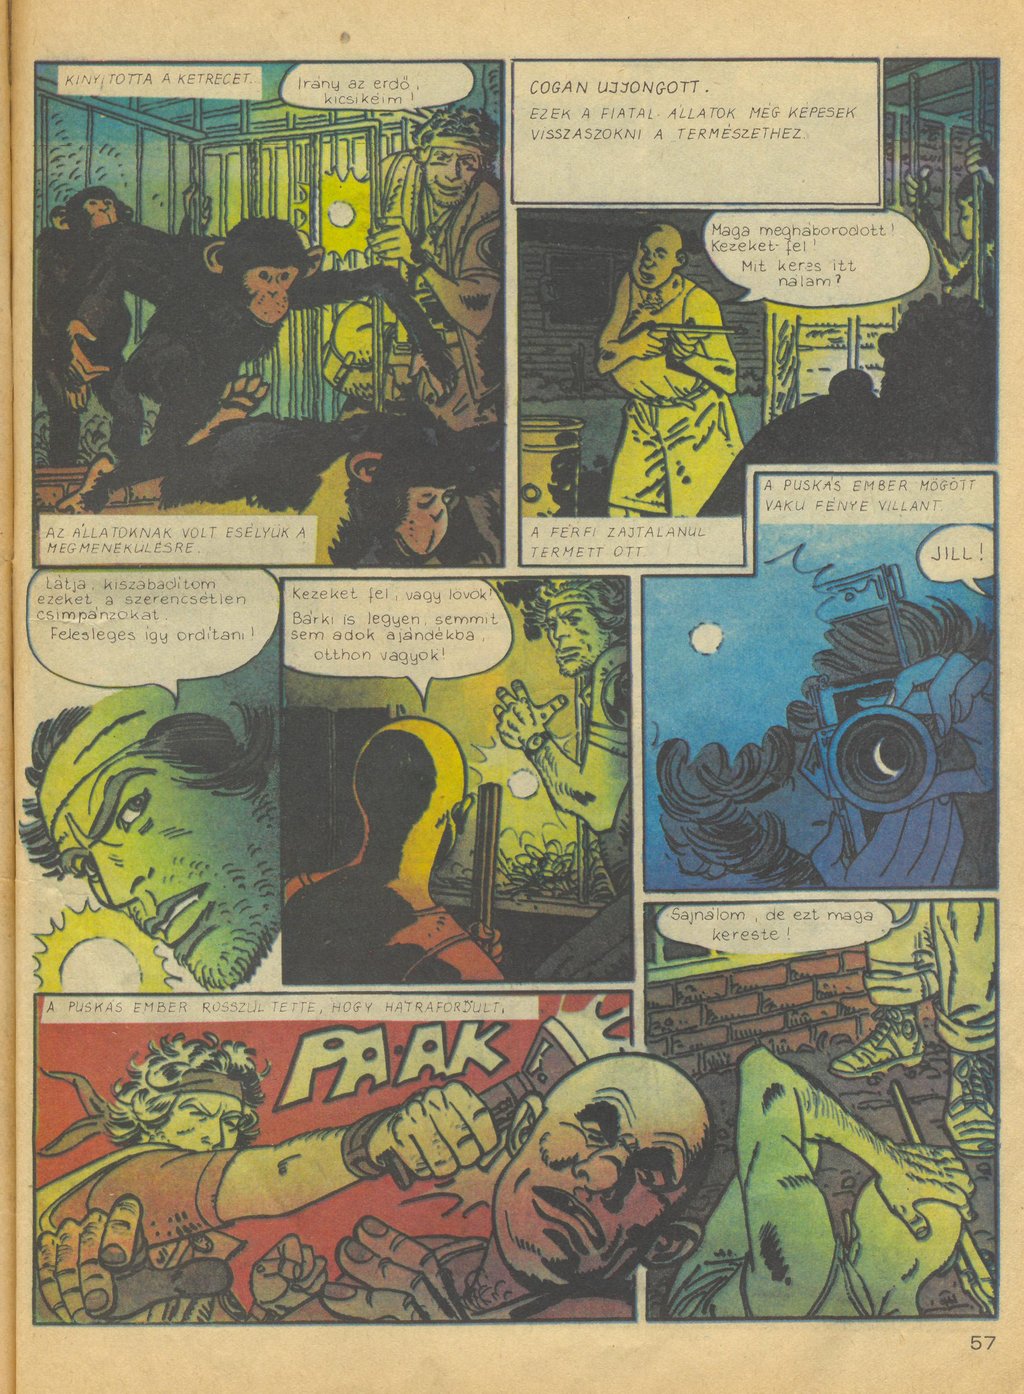 KINYITOTTA A KETRECET.
Irány az erdő,
kicsikéim!
AZ ÁLLATOKNAK VOLT ESÉLYÜK A
MEGMENEKÜLÉSRE.
COGAN UJJONGOTT.
EZEK A FIATAL ÁLLATOK MÉG KÉPESEK
VISSZASZOKNI A TERMÉSZETHEZ.
Maga megháborodott!
Kezeket fel!
Mit keres itt
nálam?
A FÉRFI ZAJTALANUL
TERMETT OTT.
Látja, kiszabadítom
ezeket a szerencsétlen
csimpánzokat.
Felesleges így ordítani!
Kezeket fel, vagy lövök!
Bárki is legyen, semmit
sem adok ajándékba,
otthon vagyok!
A PUSKÁS EMBER MÖGÖTT
VAKU FÉNYE VILLANT.
JILL!
A PUSKÁS EMBER ROSSZUL TETTE, HOGY HÁTRAFORDULT.
PA-AK
Sajnálom, de ezt maga
kereste!
57